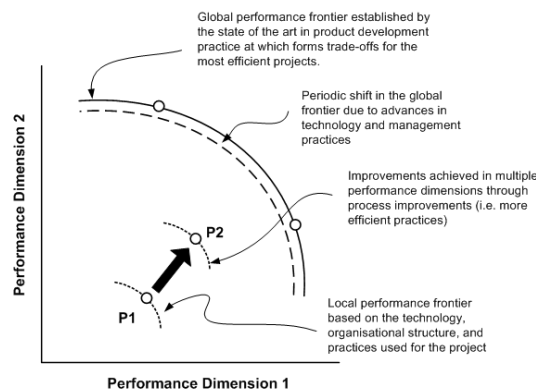 Global performance frontier established by
the state of the art in product development
practice at which forms trade-offs for the
most efficient projects.
Periodic shift in the global
frontier due to advances in
technology and management
practices
Improvements achieved in multiple
performance dimensions through
process improvements (i.e. more
efficient practices)
P2
P1
Local performance frontier
based on the technology,
organisational structure, and
practices used for the project
Performance Dimension 2
Performance Dimension 1